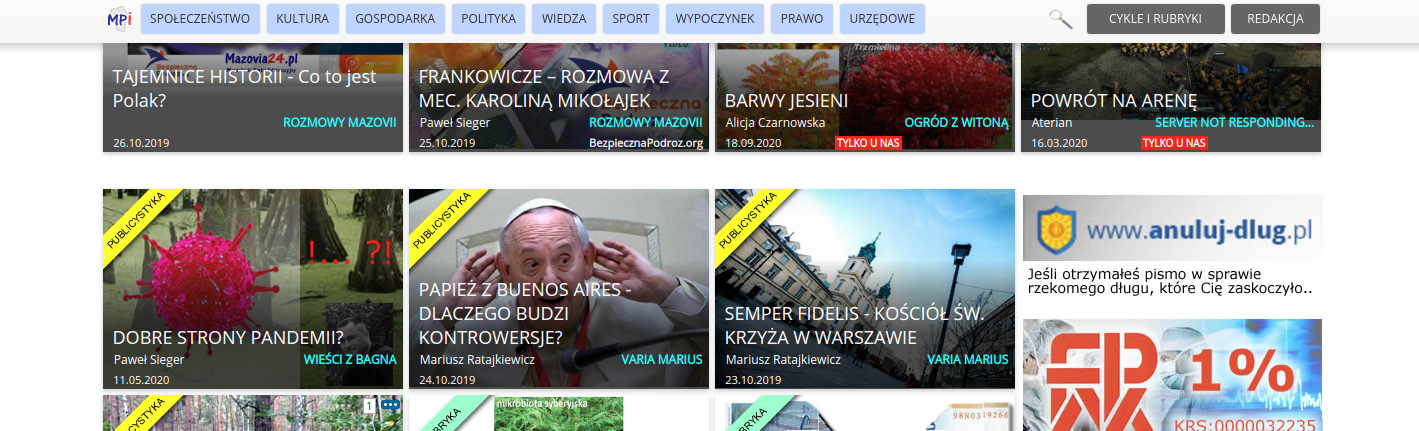 MPi SPOŁECZEŃSTWO KULTURA GOSPODARKA POLITYKA WIEDZA SPORT WYPOCZYNEK PRAWO URZĘDOWE CYKLE I RUBRYKI REDAKCJA
Mazovia24.pl
TAJEMNICE HISTORII - Co to jest
Polak?
ROZMOWY MAZOVII
26.10.2019
FRANKOWICZE – ROZMOWA Z
MEC. KAROLINĄ MIKOŁAJEK
Paweł Sieger ROZMOWY MAZOVII
25.10.2019 BezpiecznaPodroz.org
Trzmielina
BARWY JESIENI
Alicja Czarnowska OGRÓD Z WITONĄ
18.09.2020 TYLKO U NAS
POWRÓT NA ARENĘ
Aterian SERVER NOT RESPONDING...
16.03.2020 TYLKO U NAS
PUBLICYSTYKA
!... ?!
DOBRE STRONY PANDEMII?
Paweł Sieger WIEŚCI Z BAGNA
11.05.2020
PUBLICYSTYKA
PAPIEŻ Z BUENOS AIRES -
DLACZEGO BUDZI
KONTROWERSJE?
Mariusz Ratajkiewicz VARIA MARIUS
24.10.2019
PUBLICYSTYKA
SEMPER FIDELIS - KOŚCIÓŁ ŚW.
KRZYŻA W WARSZAWIE
Mariusz Ratajkiewicz VARIA MARIUS
23.10.2019
www.anuluj-dlug.pl
Jeśli otrzymałeś pismo w sprawie
rzekomego długu, które Cię zaskoczyło..
1%
KRS:0000032235
1
mikrobiota syberyjska
98N0319266